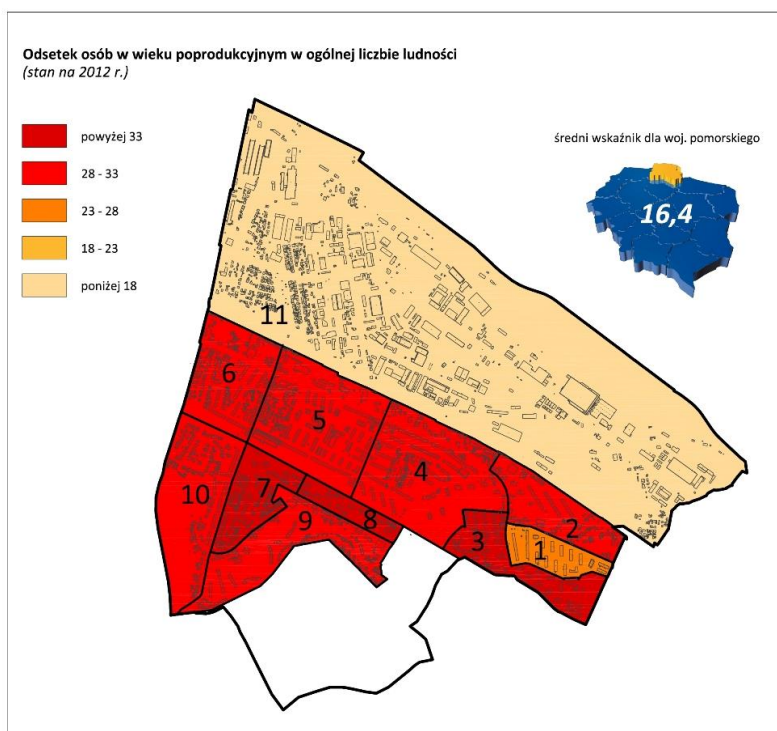 Odsetek osób w wieku poprodukcyjnym w ogólnej liczbie ludności
(stan na 2012 r.)
powyżej 33
28 - 33
23 - 28
18 - 23
poniżej 18
średni wskaźnik dla woj. pomorskiego
16,4
11
6
5
4
10
7
9
8
3
2
1